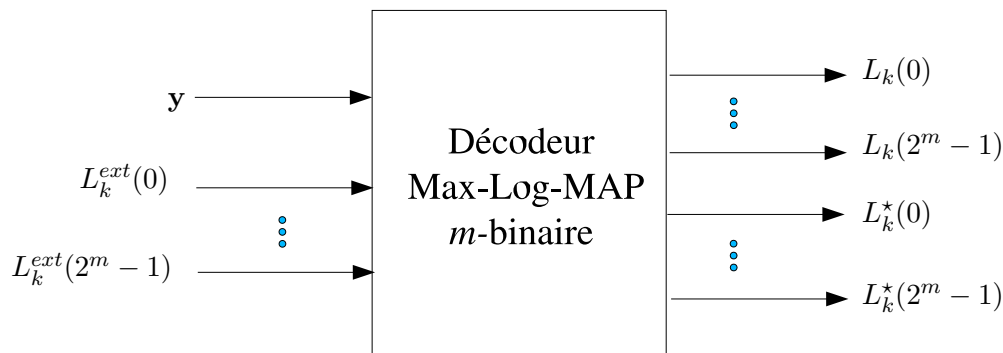 y
L_k^{ext}(0)
L_k^{ext}(2^m − 1)
Décodeur
Max-Log-MAP
m-binaire
L_k(0)
L_k(2^m − 1)
L_k^⋆(0)
L_k^⋆(2^m − 1)